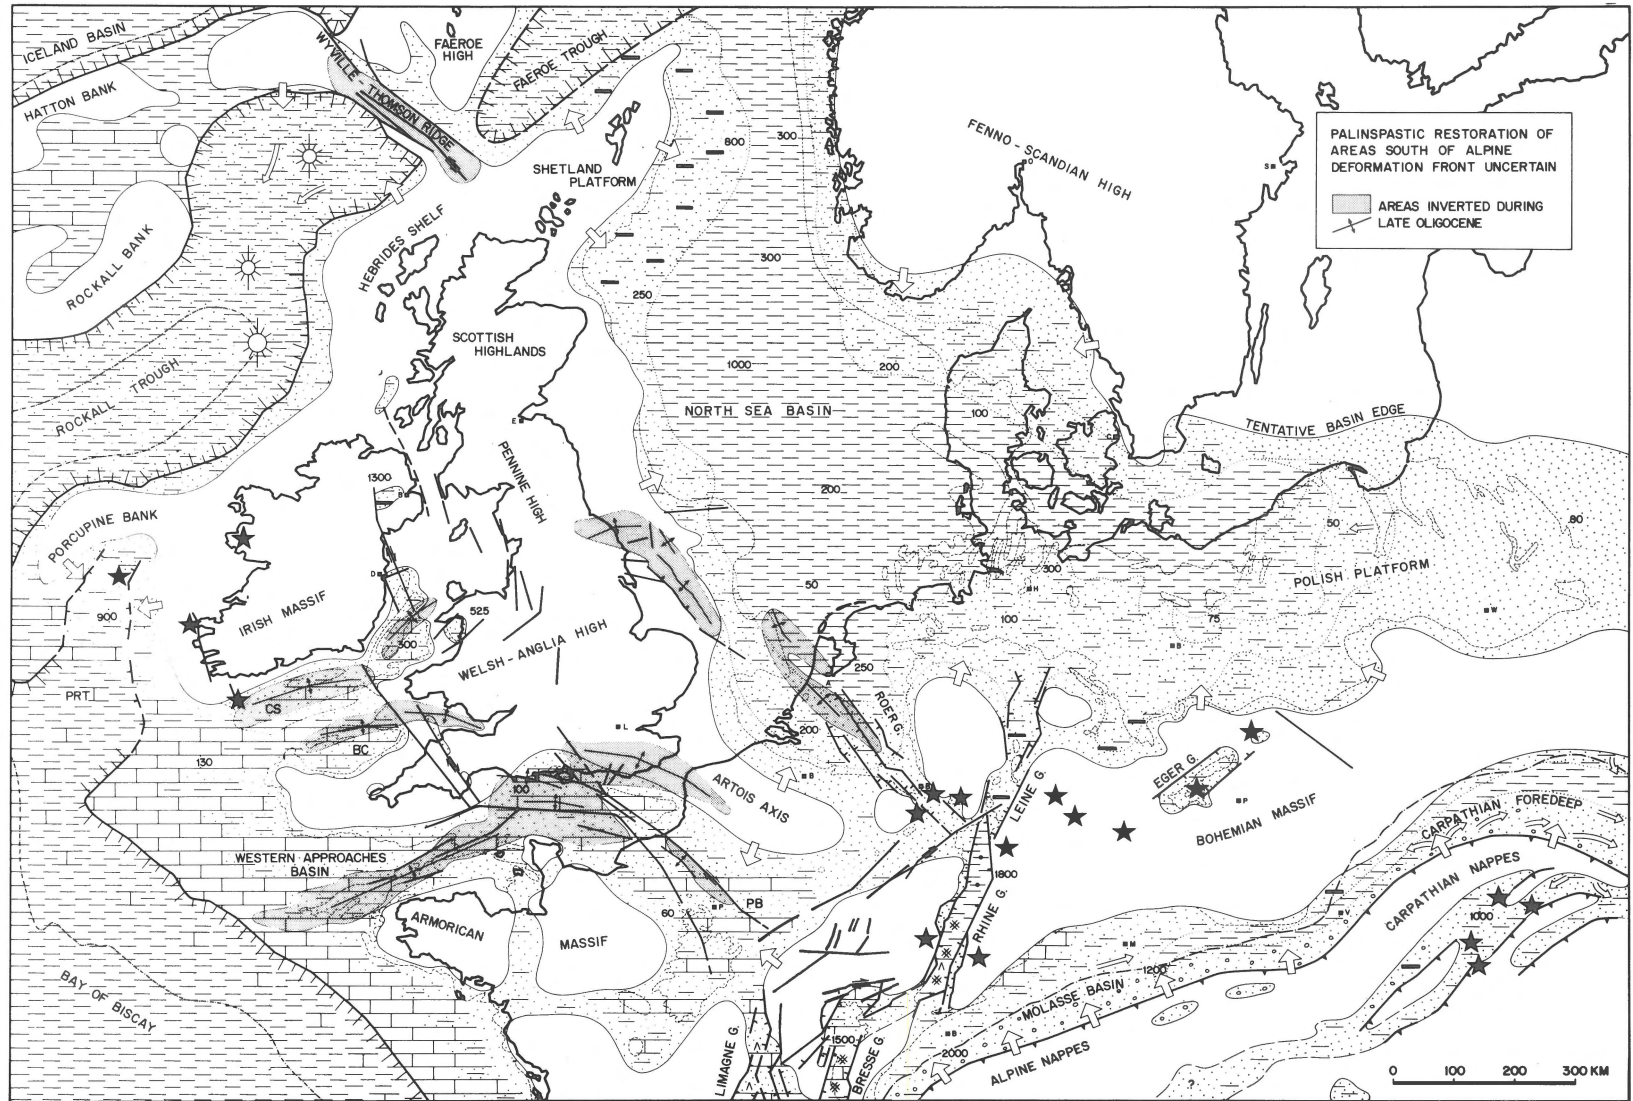 ICELAND BASIN
HATTON BANK
WYVILLE - THOMSON RIDGE
FAEROE
HIGH
FAEROE TROUGH
ROCKALL BANK
ROCKALL TROUGH
HEBRIDES SHELF
SHETLAND
PLATFORM
800
300
300
250
FENNO-SCANDIAN HIGH
S
O
PALINSPASTIC RESTORATION OF
AREAS SOUTH OF ALPINE
DEFORMATION FRONT UNCERTAIN
AREAS INVERTED DURING
LATE OLIGOCENE
SCOTTISH
HIGHLANDS
J
E
1000
200
NORTH SEA BASIN
100
C
TENTATIVE BASIN EDGE
PENNINE HIGH
1300
B
200
PORCUPINE BANK
50
80
900
D
IRISH MASSIF
525
300
WELSH-ANGLIA HIGH
50
300
H
100
75
B
POLISH PLATFORM
W
250
A
PRT
CS
BC
130
L
200
B
ROER G.
100
ARTOIS AXIS
B
LEINE G.
EGER G.
P
BOHEMIAN MASSIF
WESTERN APPROACHES
BASIN
ARMORICAN
MASSIF
60
P
PB
1800
RHINE G.
CARPATHIAN FOREDEEP
CARPATHIAN NAPPES
1000
V
M
1200
MOLASSE BASIN
BAY OF BISCAY
LIMAGNE G.
1500
BRESSE G.
B
2000
ALPINE NAPPES
?
0 100 200 300 KM